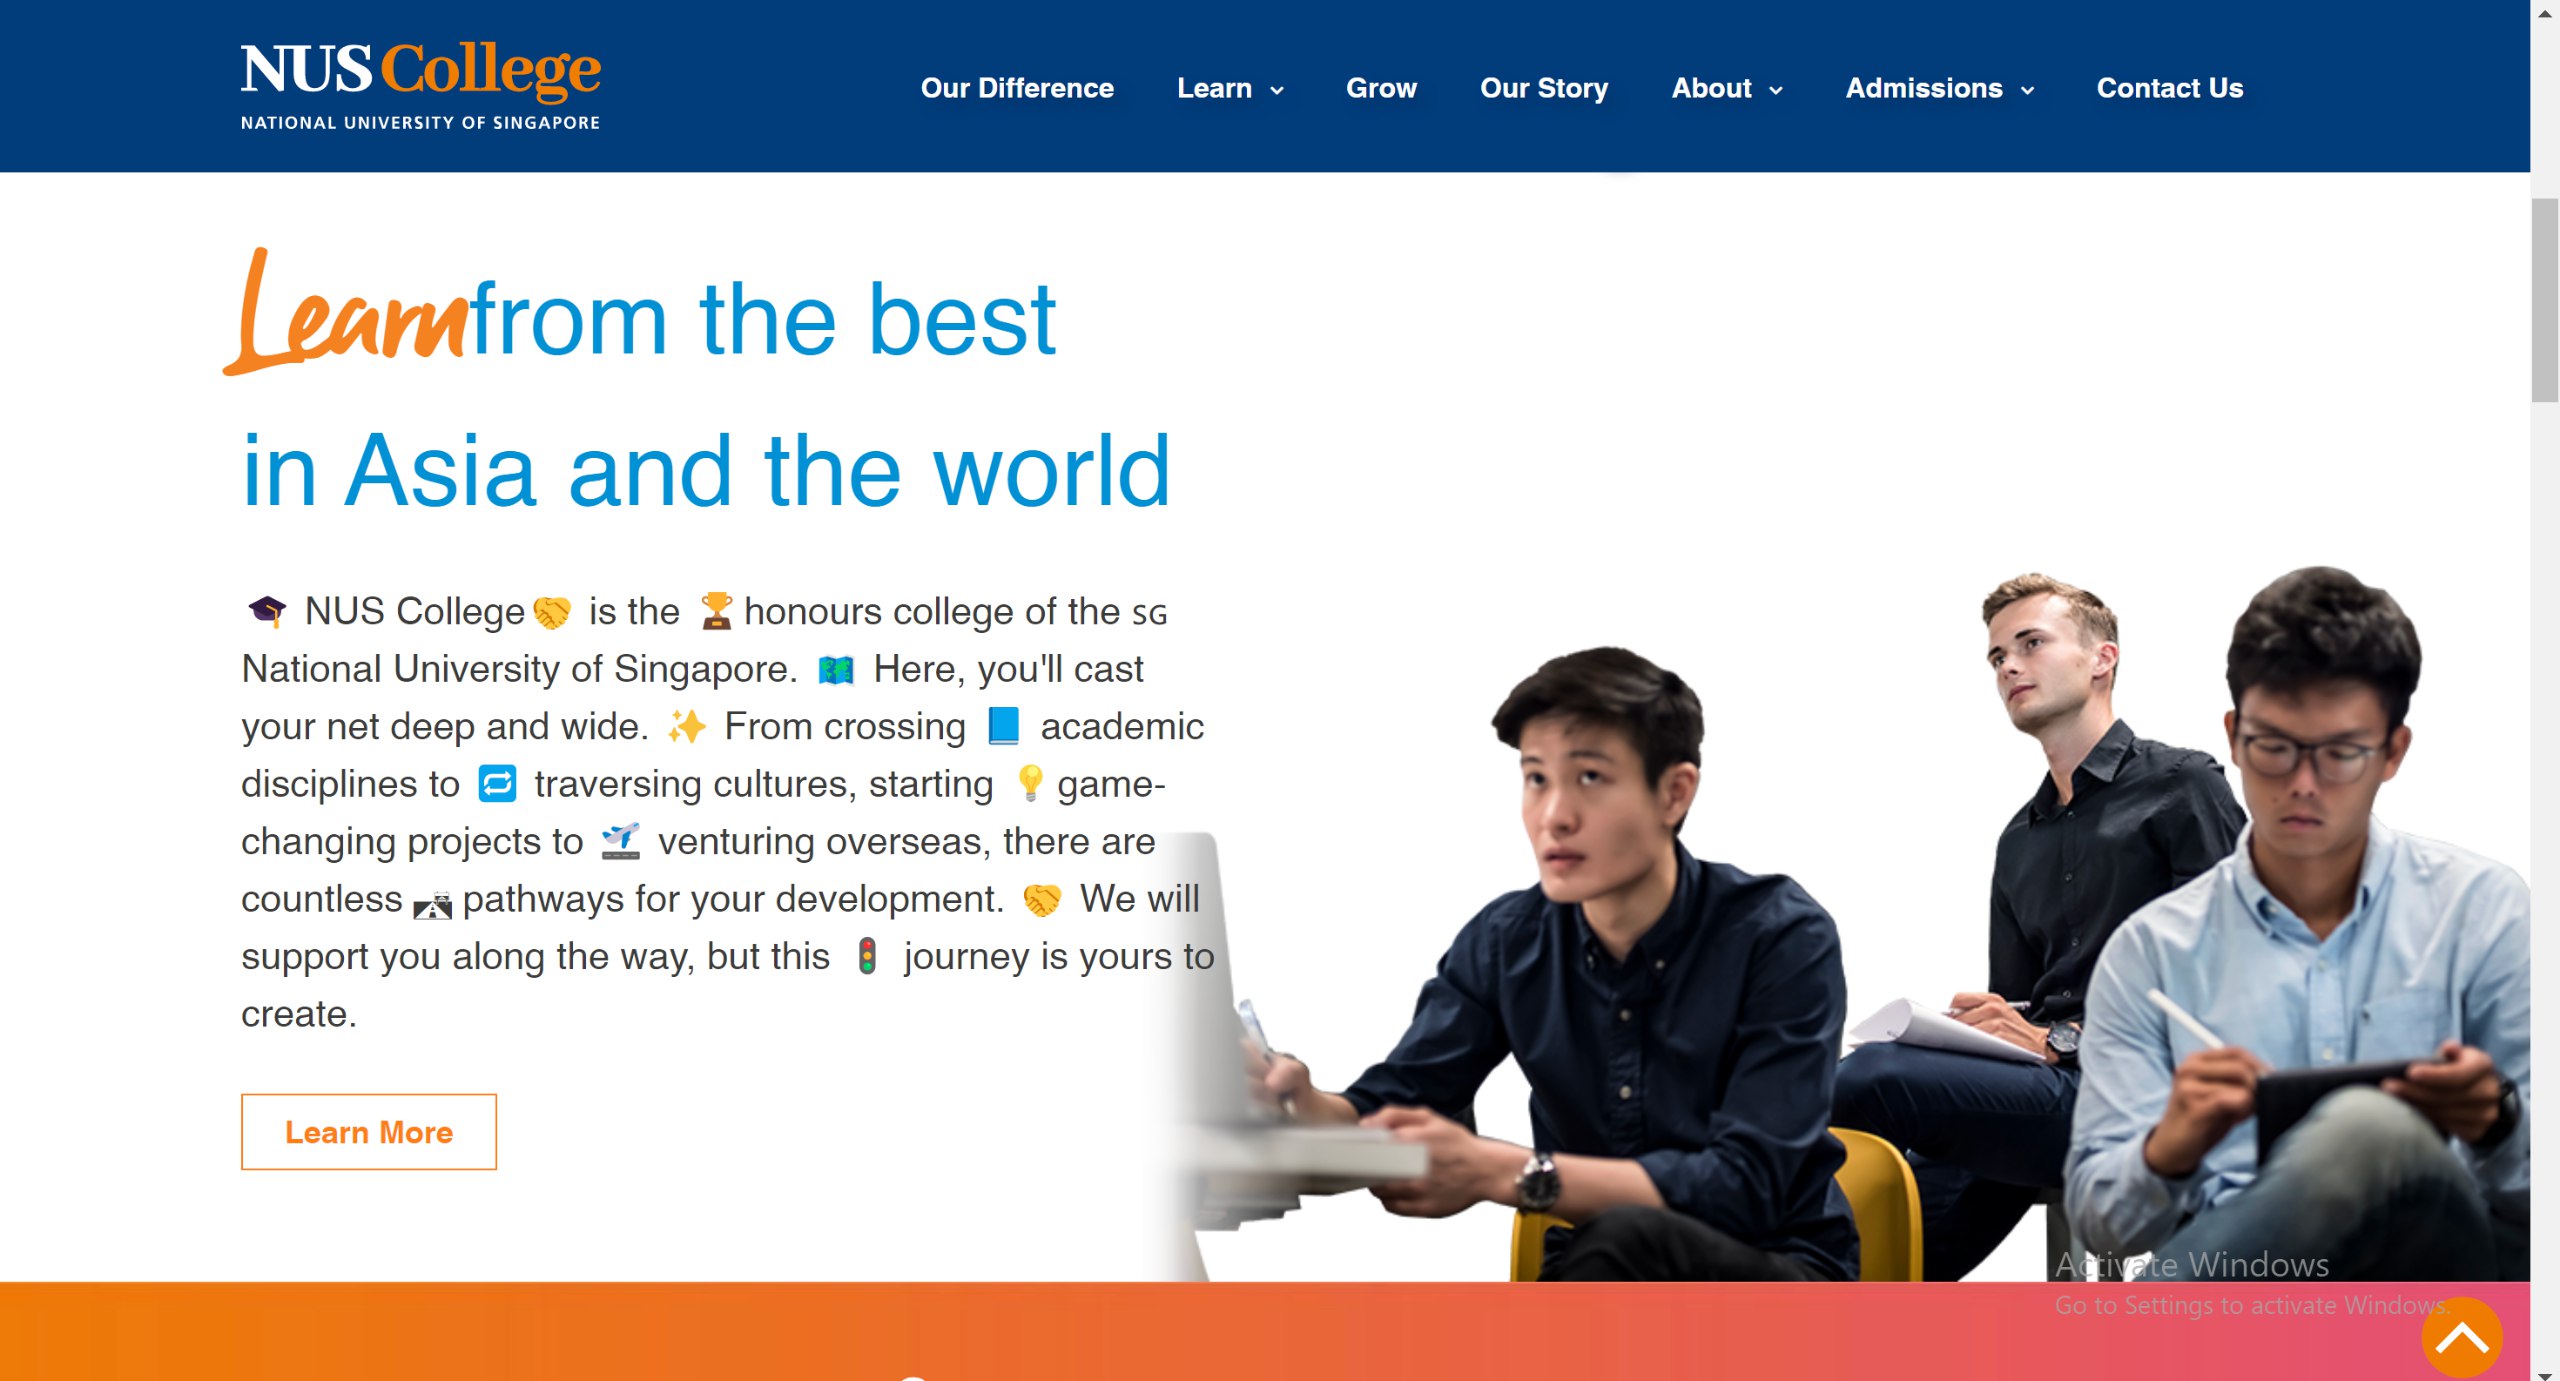 NUS College
NATIONAL UNIVERSITY OF SINGAPORE
Our Difference Learn Grow Our Story About Admissions Contact Us
Learn from the best
in Asia and the world
🎓 NUS College🤝 is the 🏆honours college of the SG
National University of Singapore. 🗺️ Here, you'll cast
your net deep and wide. ✨ From crossing 📘 academic
disciplines to 🔁 traversing cultures, starting 💡game-
changing projects to 🛫 venturing overseas, there are
countless 🛣 pathways for your development. 🤝 We will
support you along the way, but this 🚦 journey is yours to
create.
Learn More
Activate Windows
Go to Settings to activate Windows.